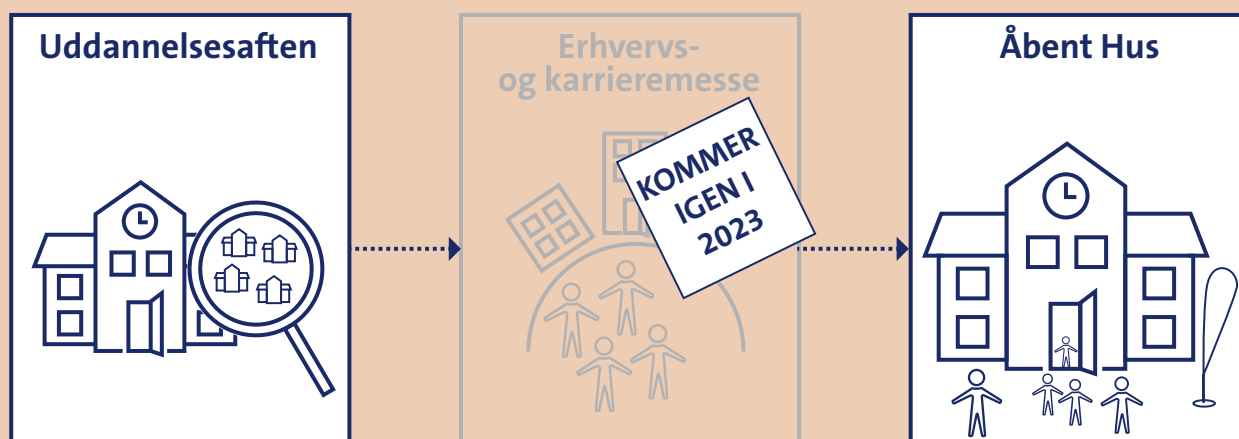 Uddannelsesaften
Erhvervs-
og karrieremesse
KOMMER
IGEN I
2023
Åbent Hus